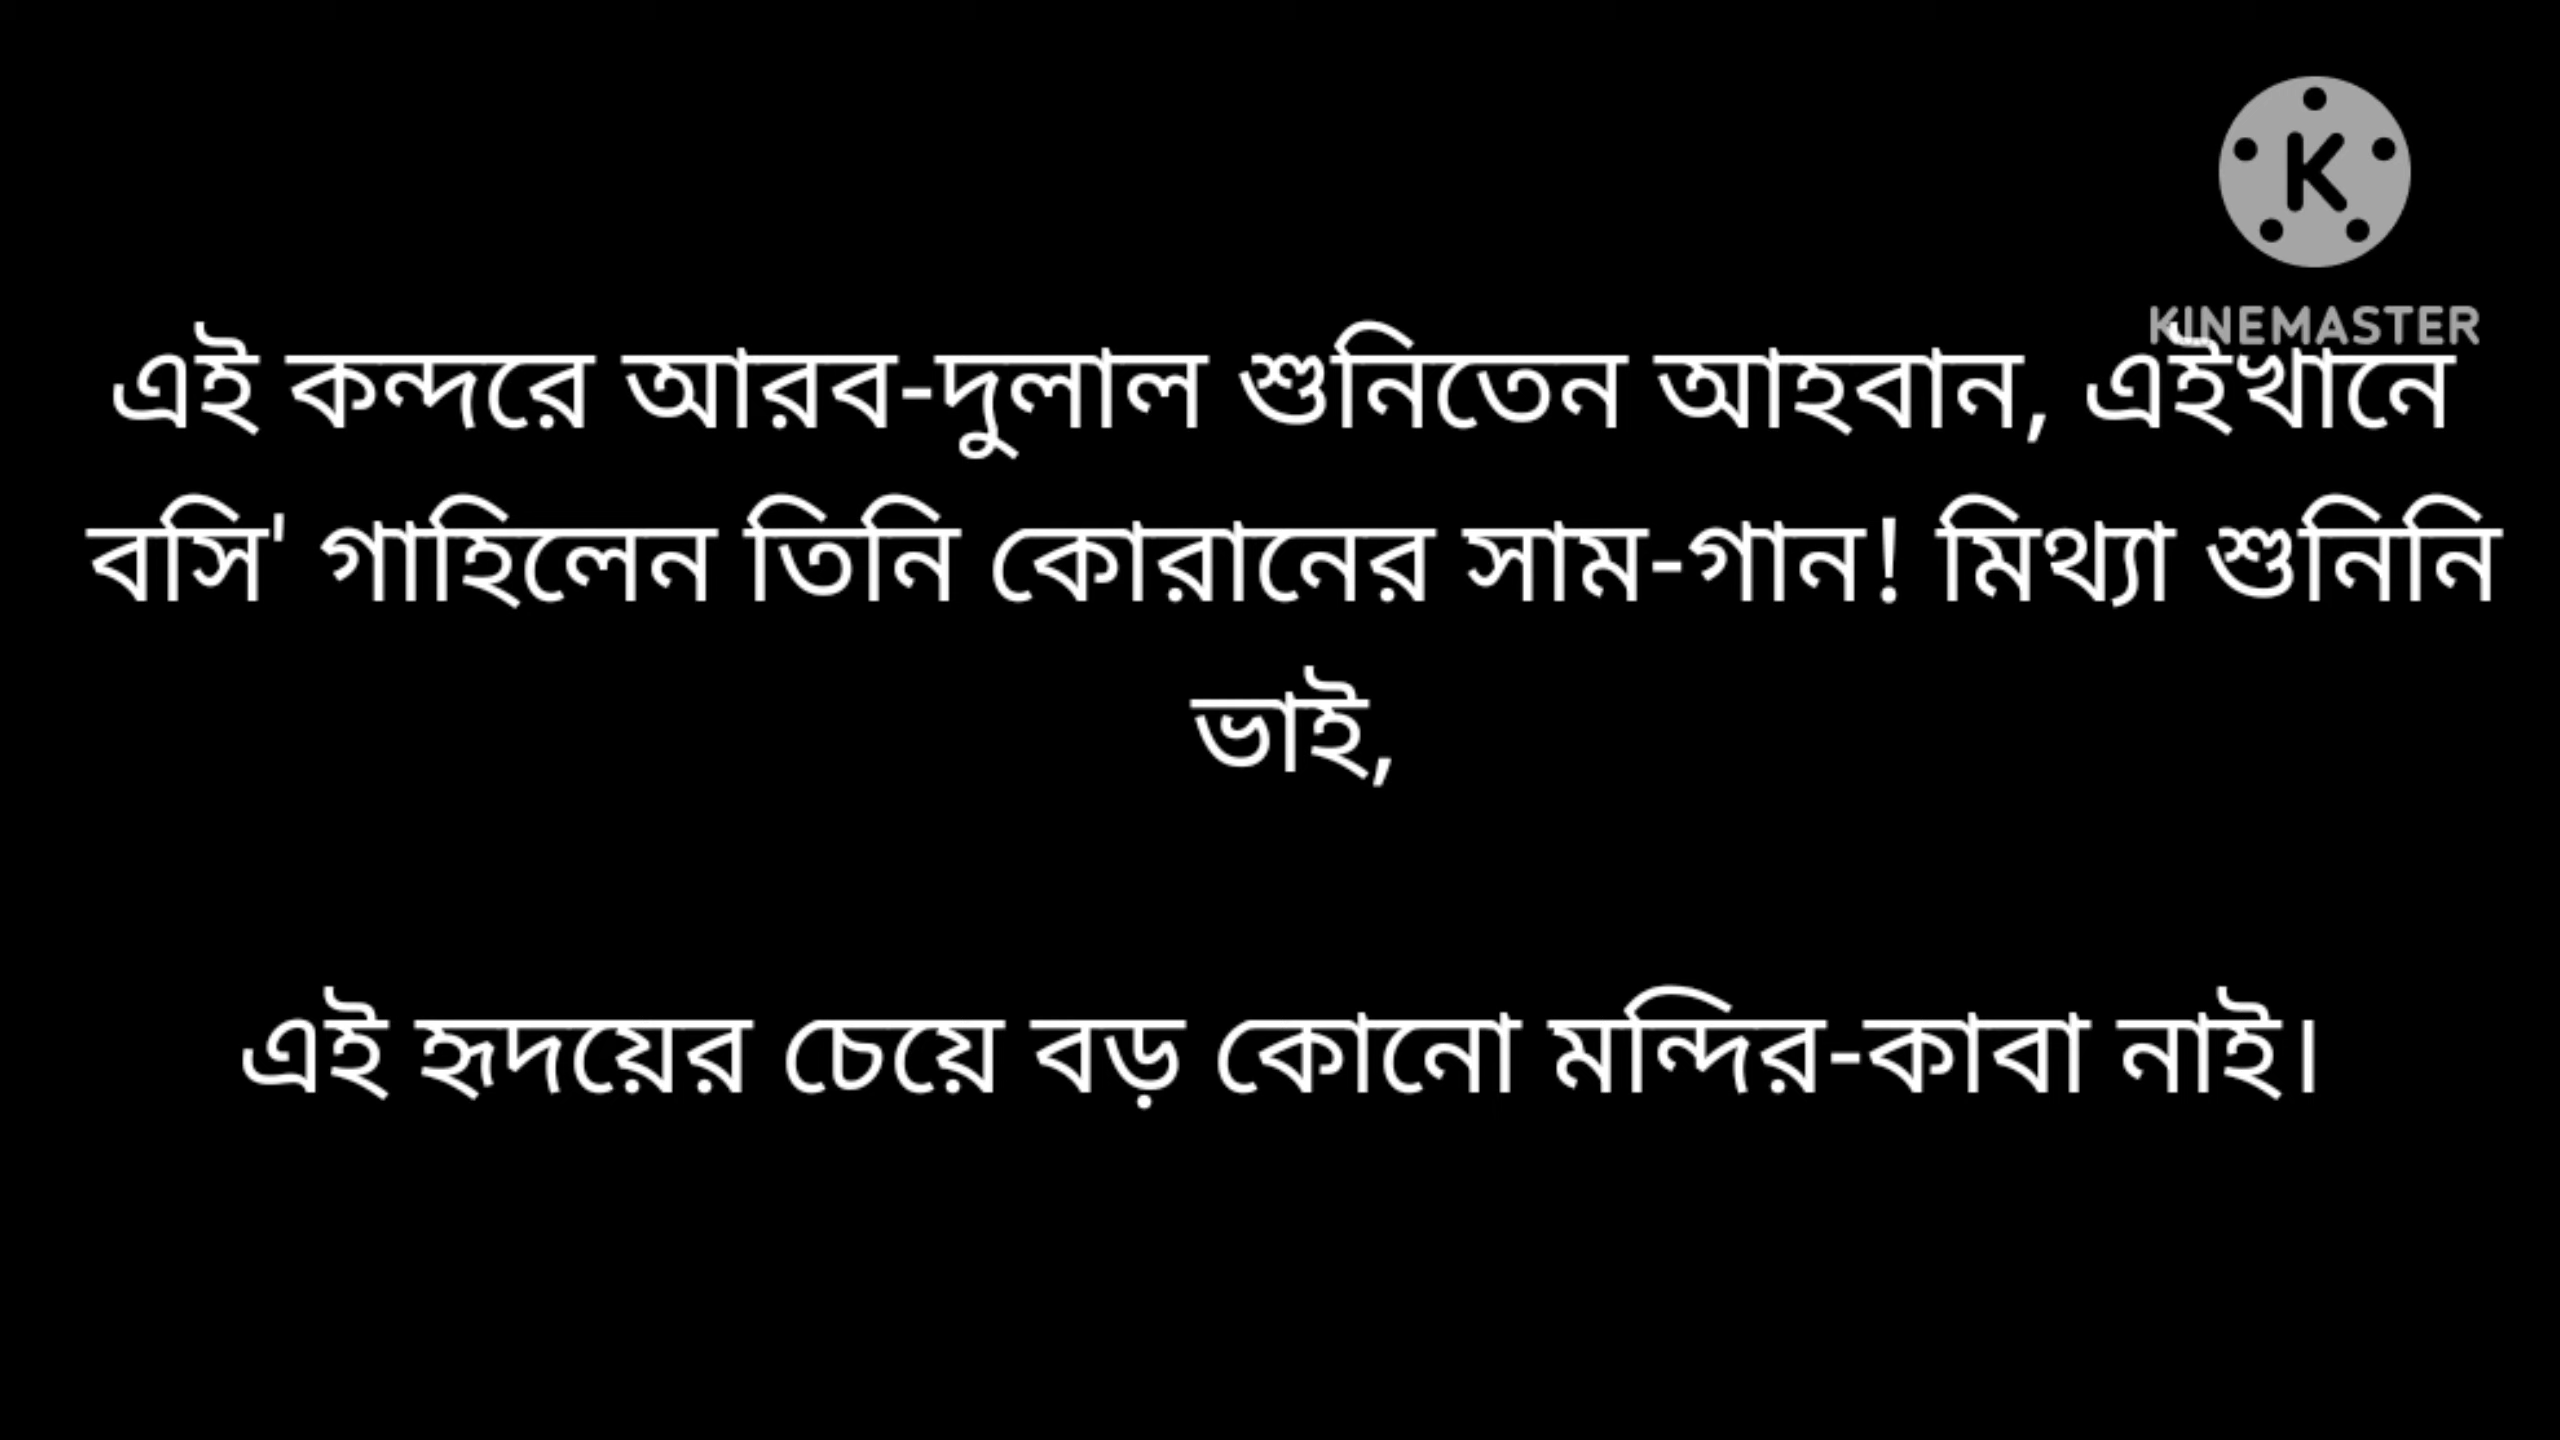 KINEMASTER
এই কন্দরে আরব-দুলাল শুনিতেন আহবান, এইখানে
বসি' গাহিলেন তিনি কোরানের সাম-গান! মিথ্যা শুনিনি
ভাই,
এই হৃদয়ের চেয়ে বড় কোনো মন্দির-কাবা নাই।